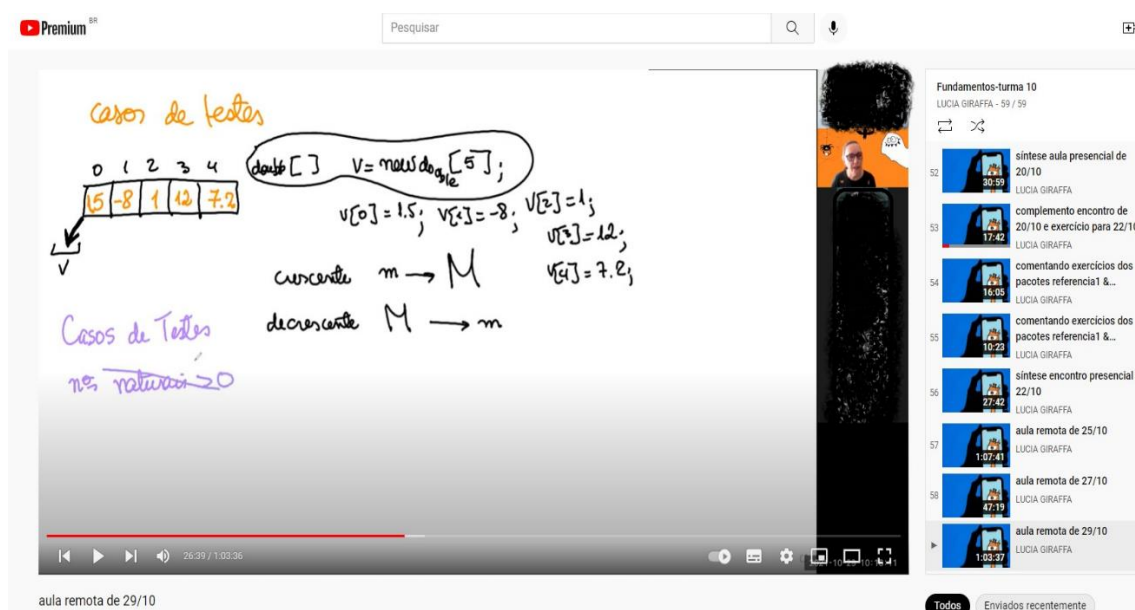 Premium BR
Pesquisar
casos de testes
0 1 2 3 4
1.5 -8 1 12 7.2
V
double [ ] V = new double [5];
V[0] = 1.5; V[1] = -8; V[2] = 1;
V[3] = 12;
V[4] = 7.2;
crescente m → M
decrescente M → m
Casos de Testes
nos naturais > 0
26:39 / 1:03:36
aula remota de 29/10
Fundamentos-turma 10
LUCIA GIRAFFA - 59 / 59
52
30:59
síntese aula presencial de
20/10
LUCIA GIRAFFA
53
17:42
complemento encontro de
20/10 e exercício para 22/10
LUCIA GIRAFFA
54
16:05
comentando exercícios dos
pacotes referencia1 &...
LUCIA GIRAFFA
55
10:23
comentando exercícios dos
pacotes referencia1 &...
LUCIA GIRAFFA
56
27:42
síntese encontro presencial
22/10
LUCIA GIRAFFA
57
1:07:41
aula remota de 25/10
LUCIA GIRAFFA
58
47:19
aula remota de 27/10
LUCIA GIRAFFA
1:03:37
aula remota de 29/10
LUCIA GIRAFFA
Todos
Enviados recentemente